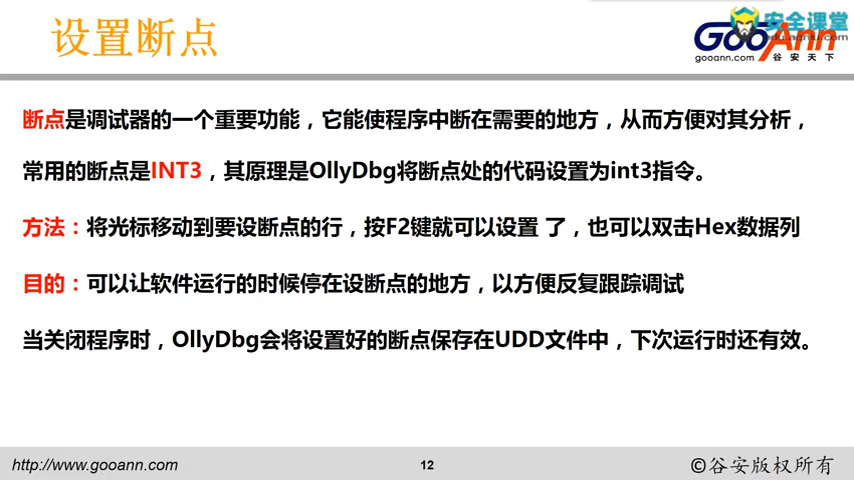 设置断点
安全课堂
edu.aqniu.com
GooAnn
gooann.com 谷安天下
断点是调试器的一个重要功能，它能使程序中断在需要的地方，从而方便对其分析，
常用的断点是INT3，其原理是OllyDbg将断点处的代码设置为int3指令。
方法：将光标移动到要设断点的行，按F2键就可以设置 了，也可以双击Hex数据列
目的：可以让软件运行的时候停在设断点的地方，以方便反复跟踪调试
当关闭程序时，OllyDbg会将设置好的断点保存在UDD文件中，下次运行时还有效。
http://www.gooann.com
12
©谷安版权所有